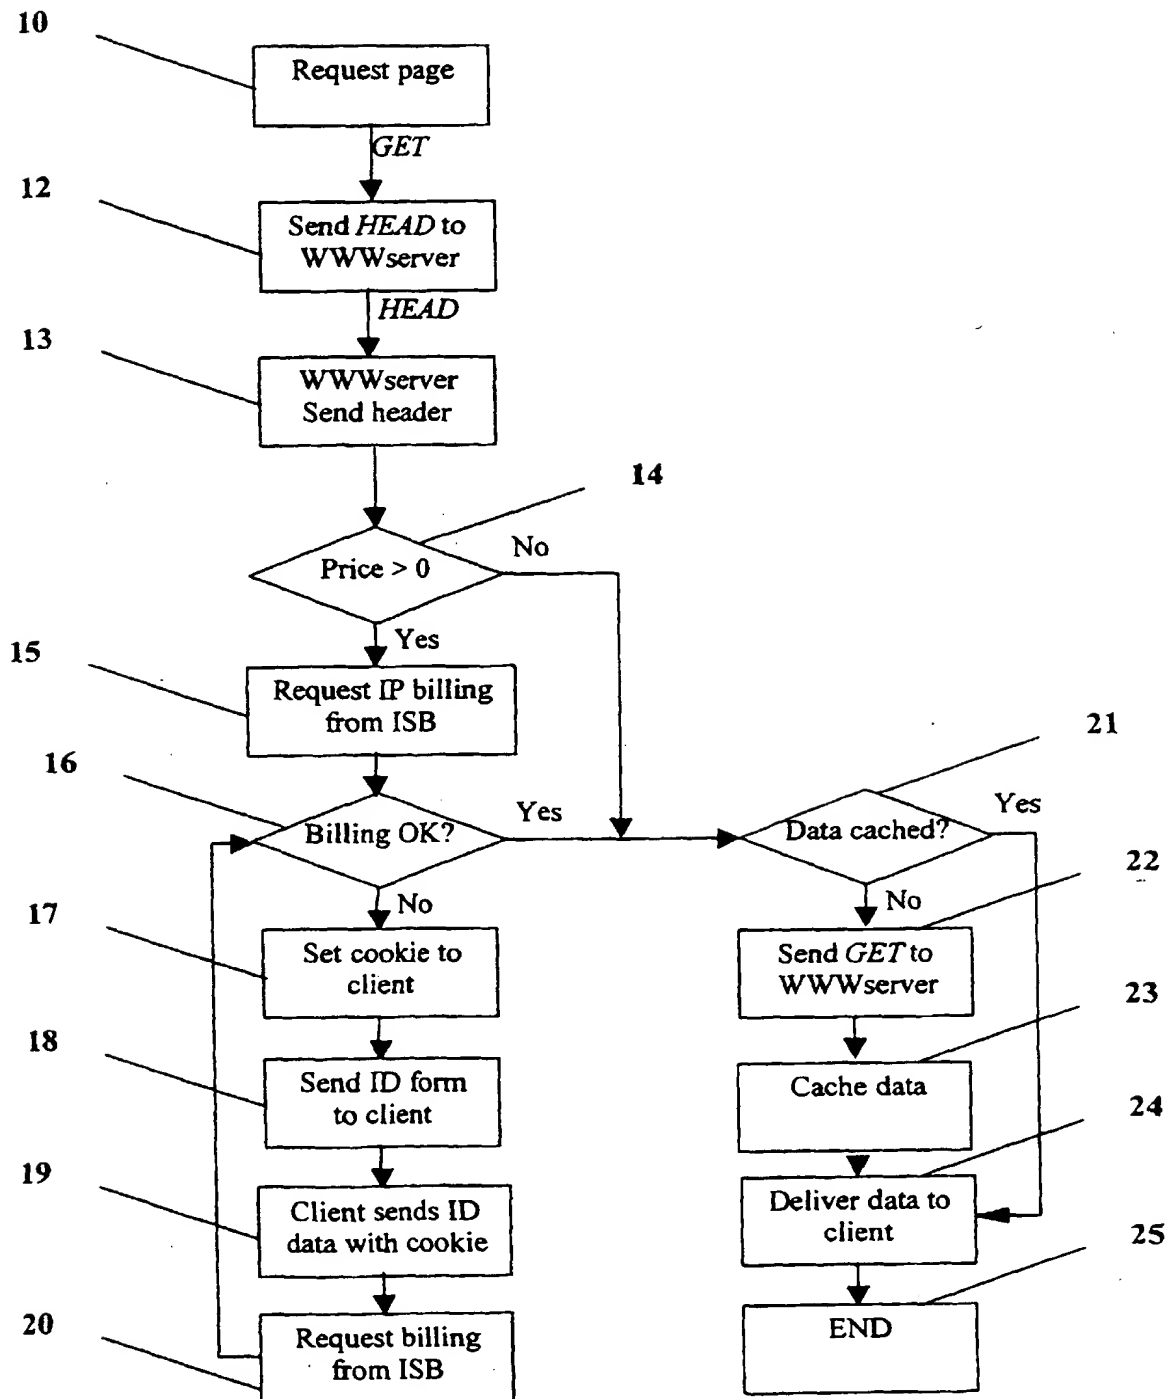 10
Request page
GET
12
Send HEAD to
WWWserver
HEAD
13
WWWserver
Send header
14
Price > 0
No
Yes
15
Request IP billing
from ISB
16
Billing OK?
Yes
No
17
Set cookie to
client
18
Send ID form
to client
19
Client sends ID
data with cookie
20
Request billing
from ISB
21
Data cached?
Yes
No
22
Send GET to
WWWserver
23
Cache data
24
Deliver data to
client
25
END